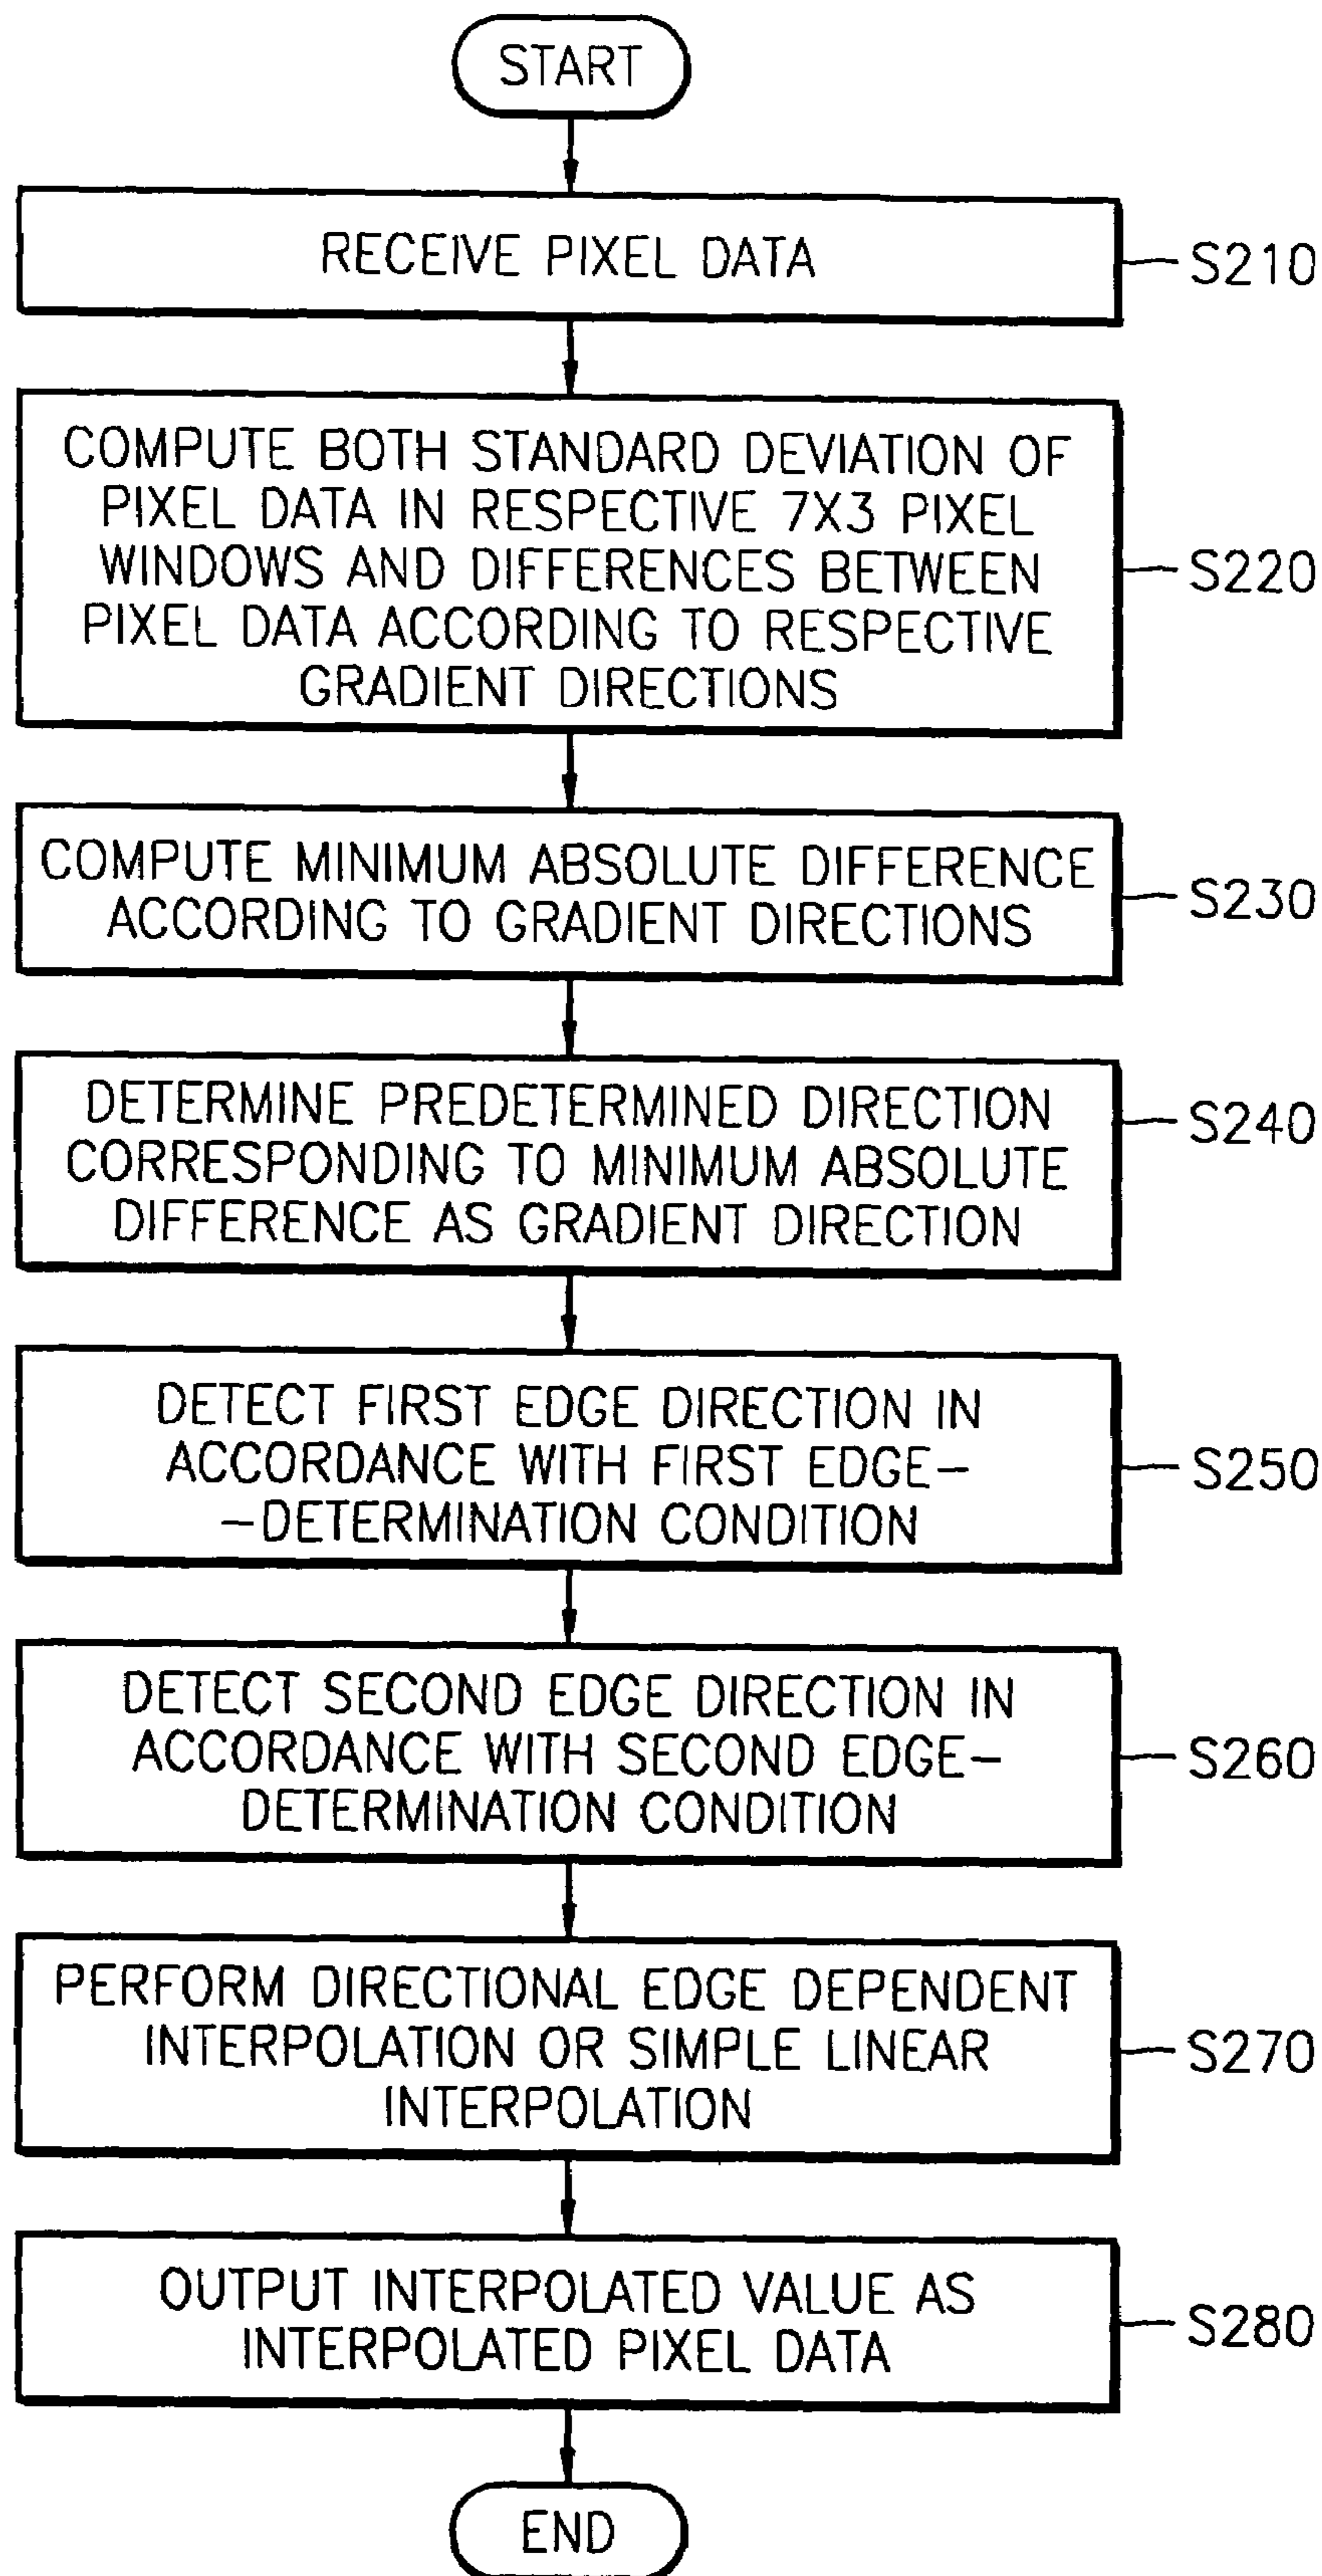 START
RECEIVE PIXEL DATA
S210
COMPUTE BOTH STANDARD DEVIATION OF
PIXEL DATA IN RESPECTIVE 7X3 PIXEL
WINDOWS AND DIFFERENCES BETWEEN
PIXEL DATA ACCORDING TO RESPECTIVE
GRADIENT DIRECTIONS
S220
COMPUTE MINIMUM ABSOLUTE DIFFERENCE
ACCORDING TO GRADIENT DIRECTIONS
S230
DETERMINE PREDETERMINED DIRECTION
CORRESPONDING TO MINIMUM ABSOLUTE
DIFFERENCE AS GRADIENT DIRECTION
S240
DETECT FIRST EDGE DIRECTION IN
ACCORDANCE WITH FIRST EDGE-
-DETERMINATION CONDITION
S250
DETECT SECOND EDGE DIRECTION IN
ACCORDANCE WITH SECOND EDGE-
DETERMINATION CONDITION
S260
PERFORM DIRECTIONAL EDGE DEPENDENT
INTERPOLATION OR SIMPLE LINEAR
INTERPOLATION
S270
OUTPUT INTERPOLATED VALUE AS
INTERPOLATED PIXEL DATA
S280
END